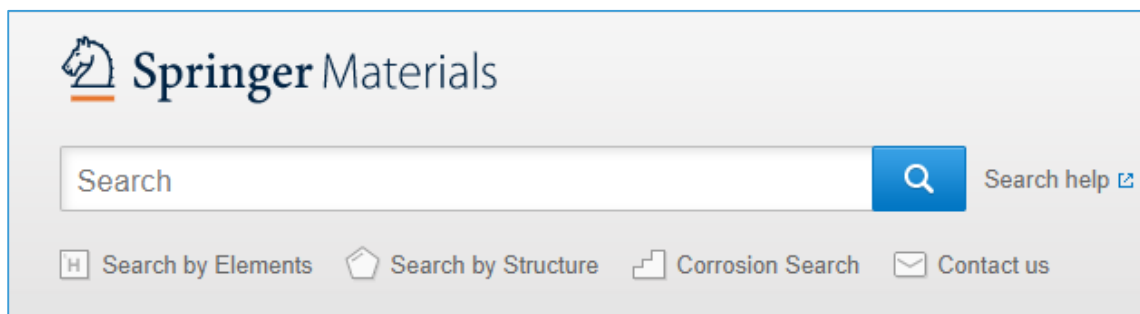 Springer Materials
Search
Search help
H Search by Elements Search by Structure Corrosion Search Contact us